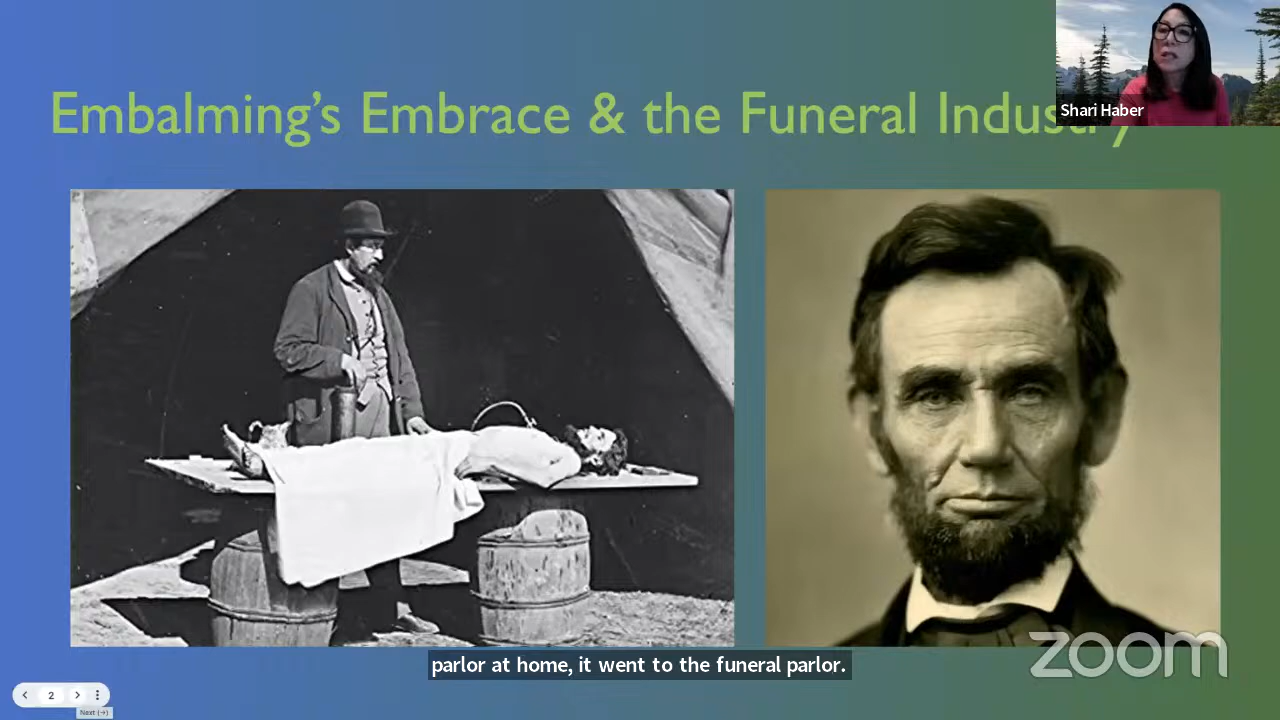 Embalming's Embrace & the Funeral Industry
Shari Haber
parlor at home, it went to the funeral parlor.
zoom
2
Next (→)